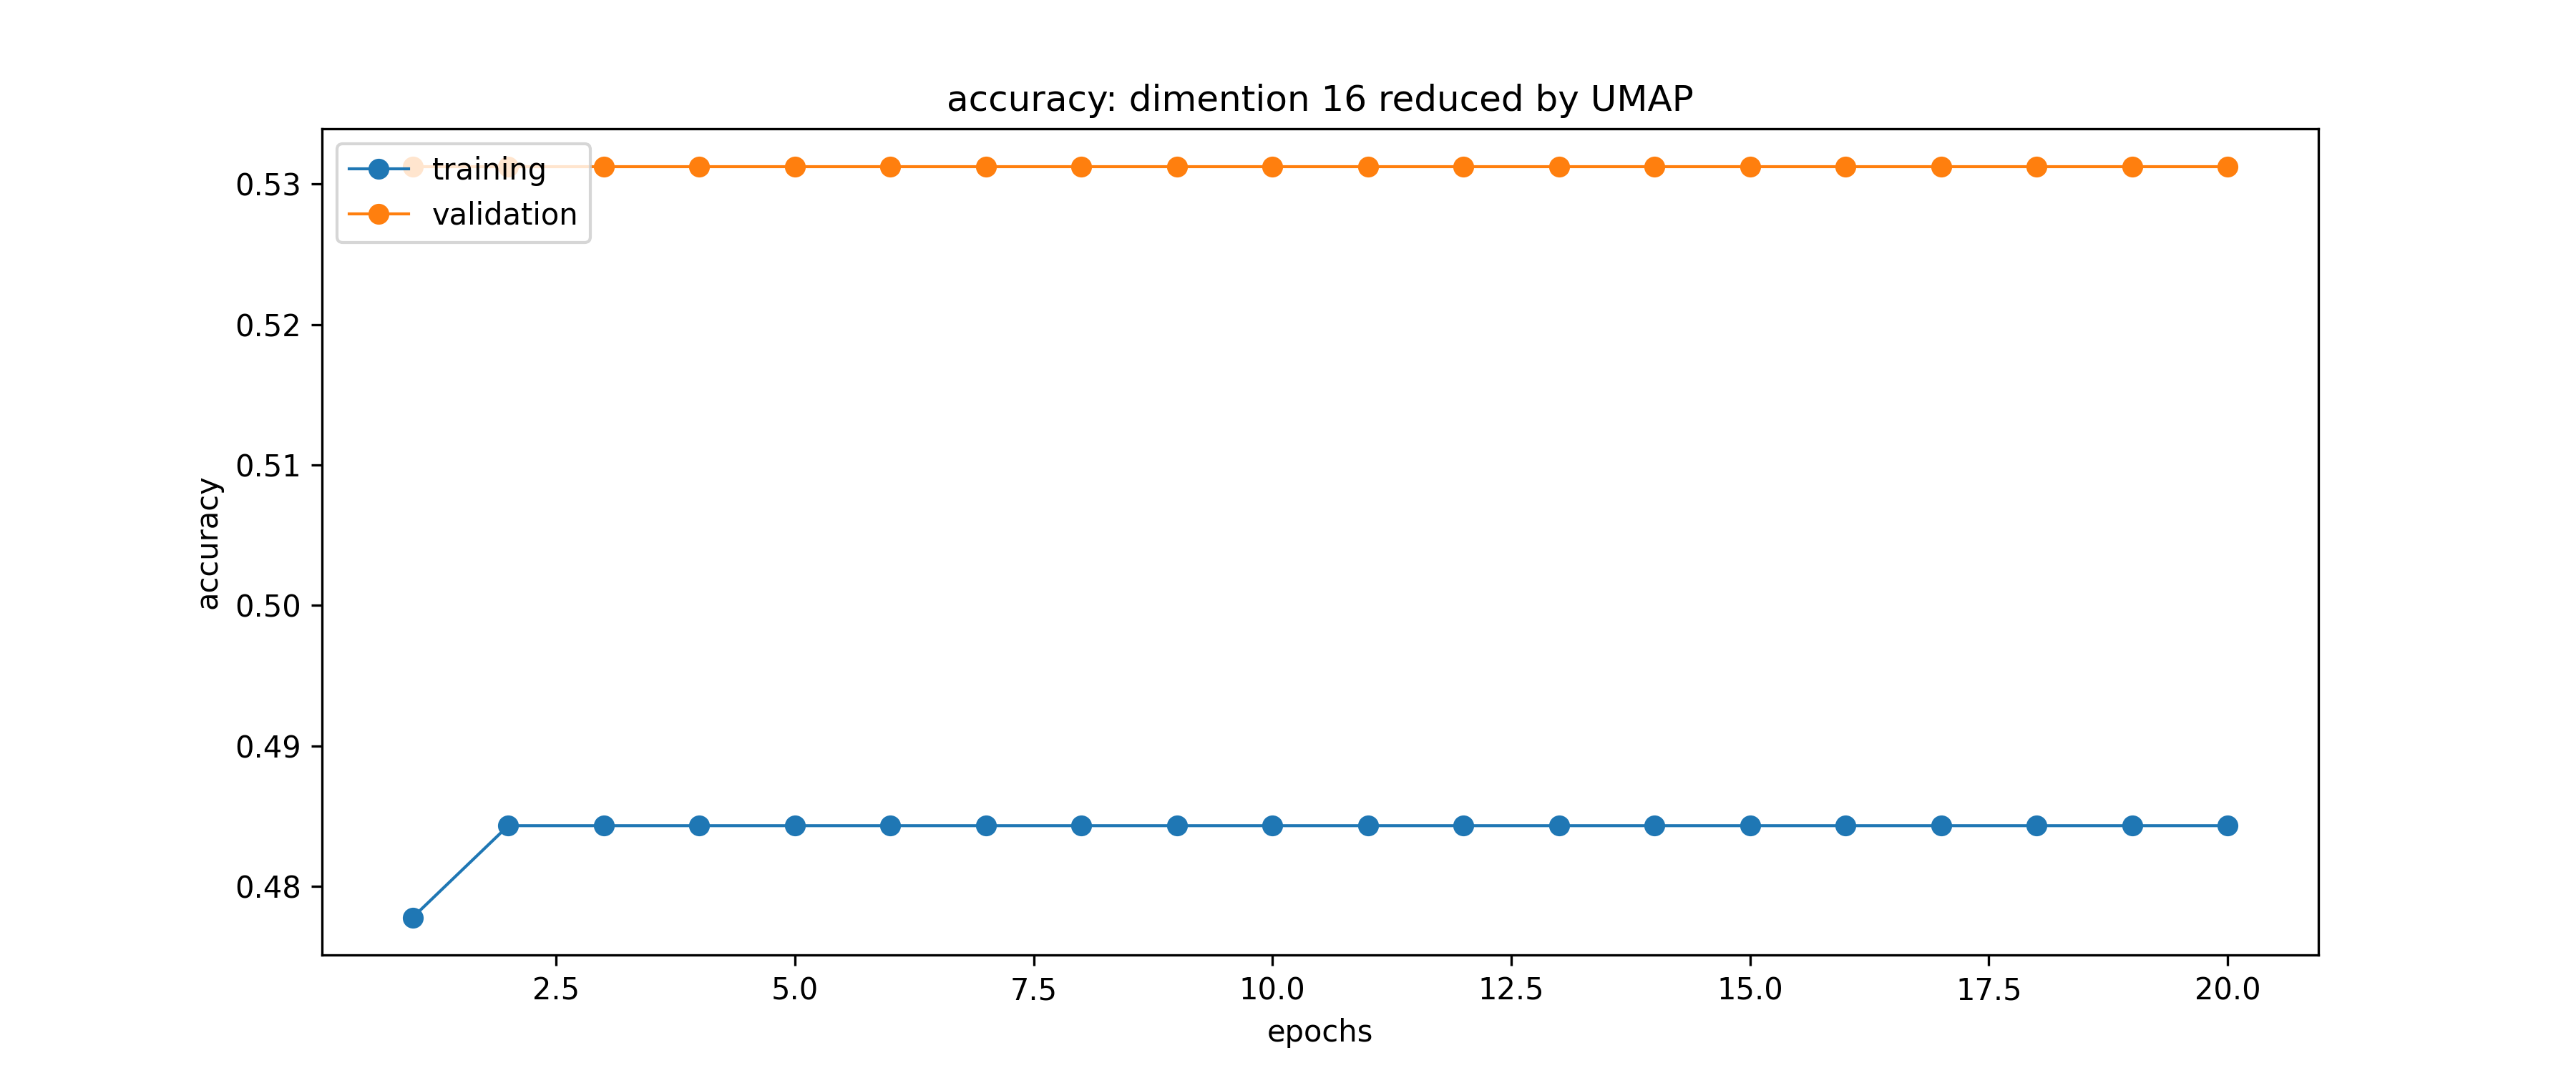 accuracy: dimention 16 reduced by UMAP
training
validation
0.53
0.52
0.51
0.50
0.49
0.48
accuracy
2.5 5.0 7.5 10.0 12.5 15.0 17.5 20.0
epochs